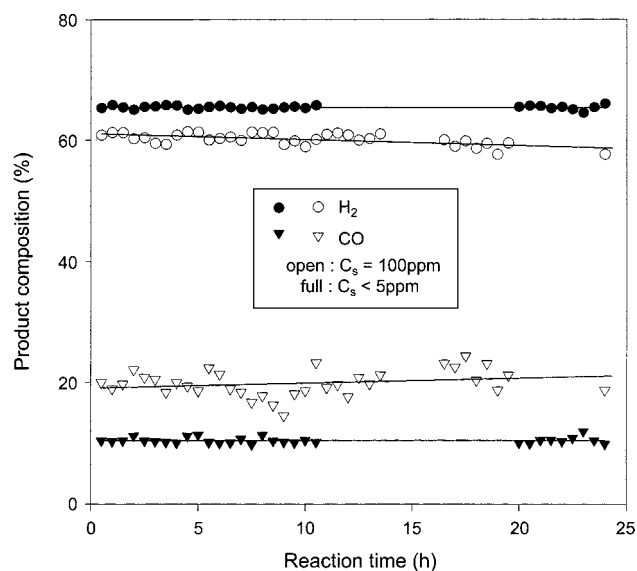 80
60
40
20
0
Product composition (%)
H2
CO
open : Cs = 100ppm
full : Cs < 5ppm
0 5 10 15 20 25
Reaction time (h)